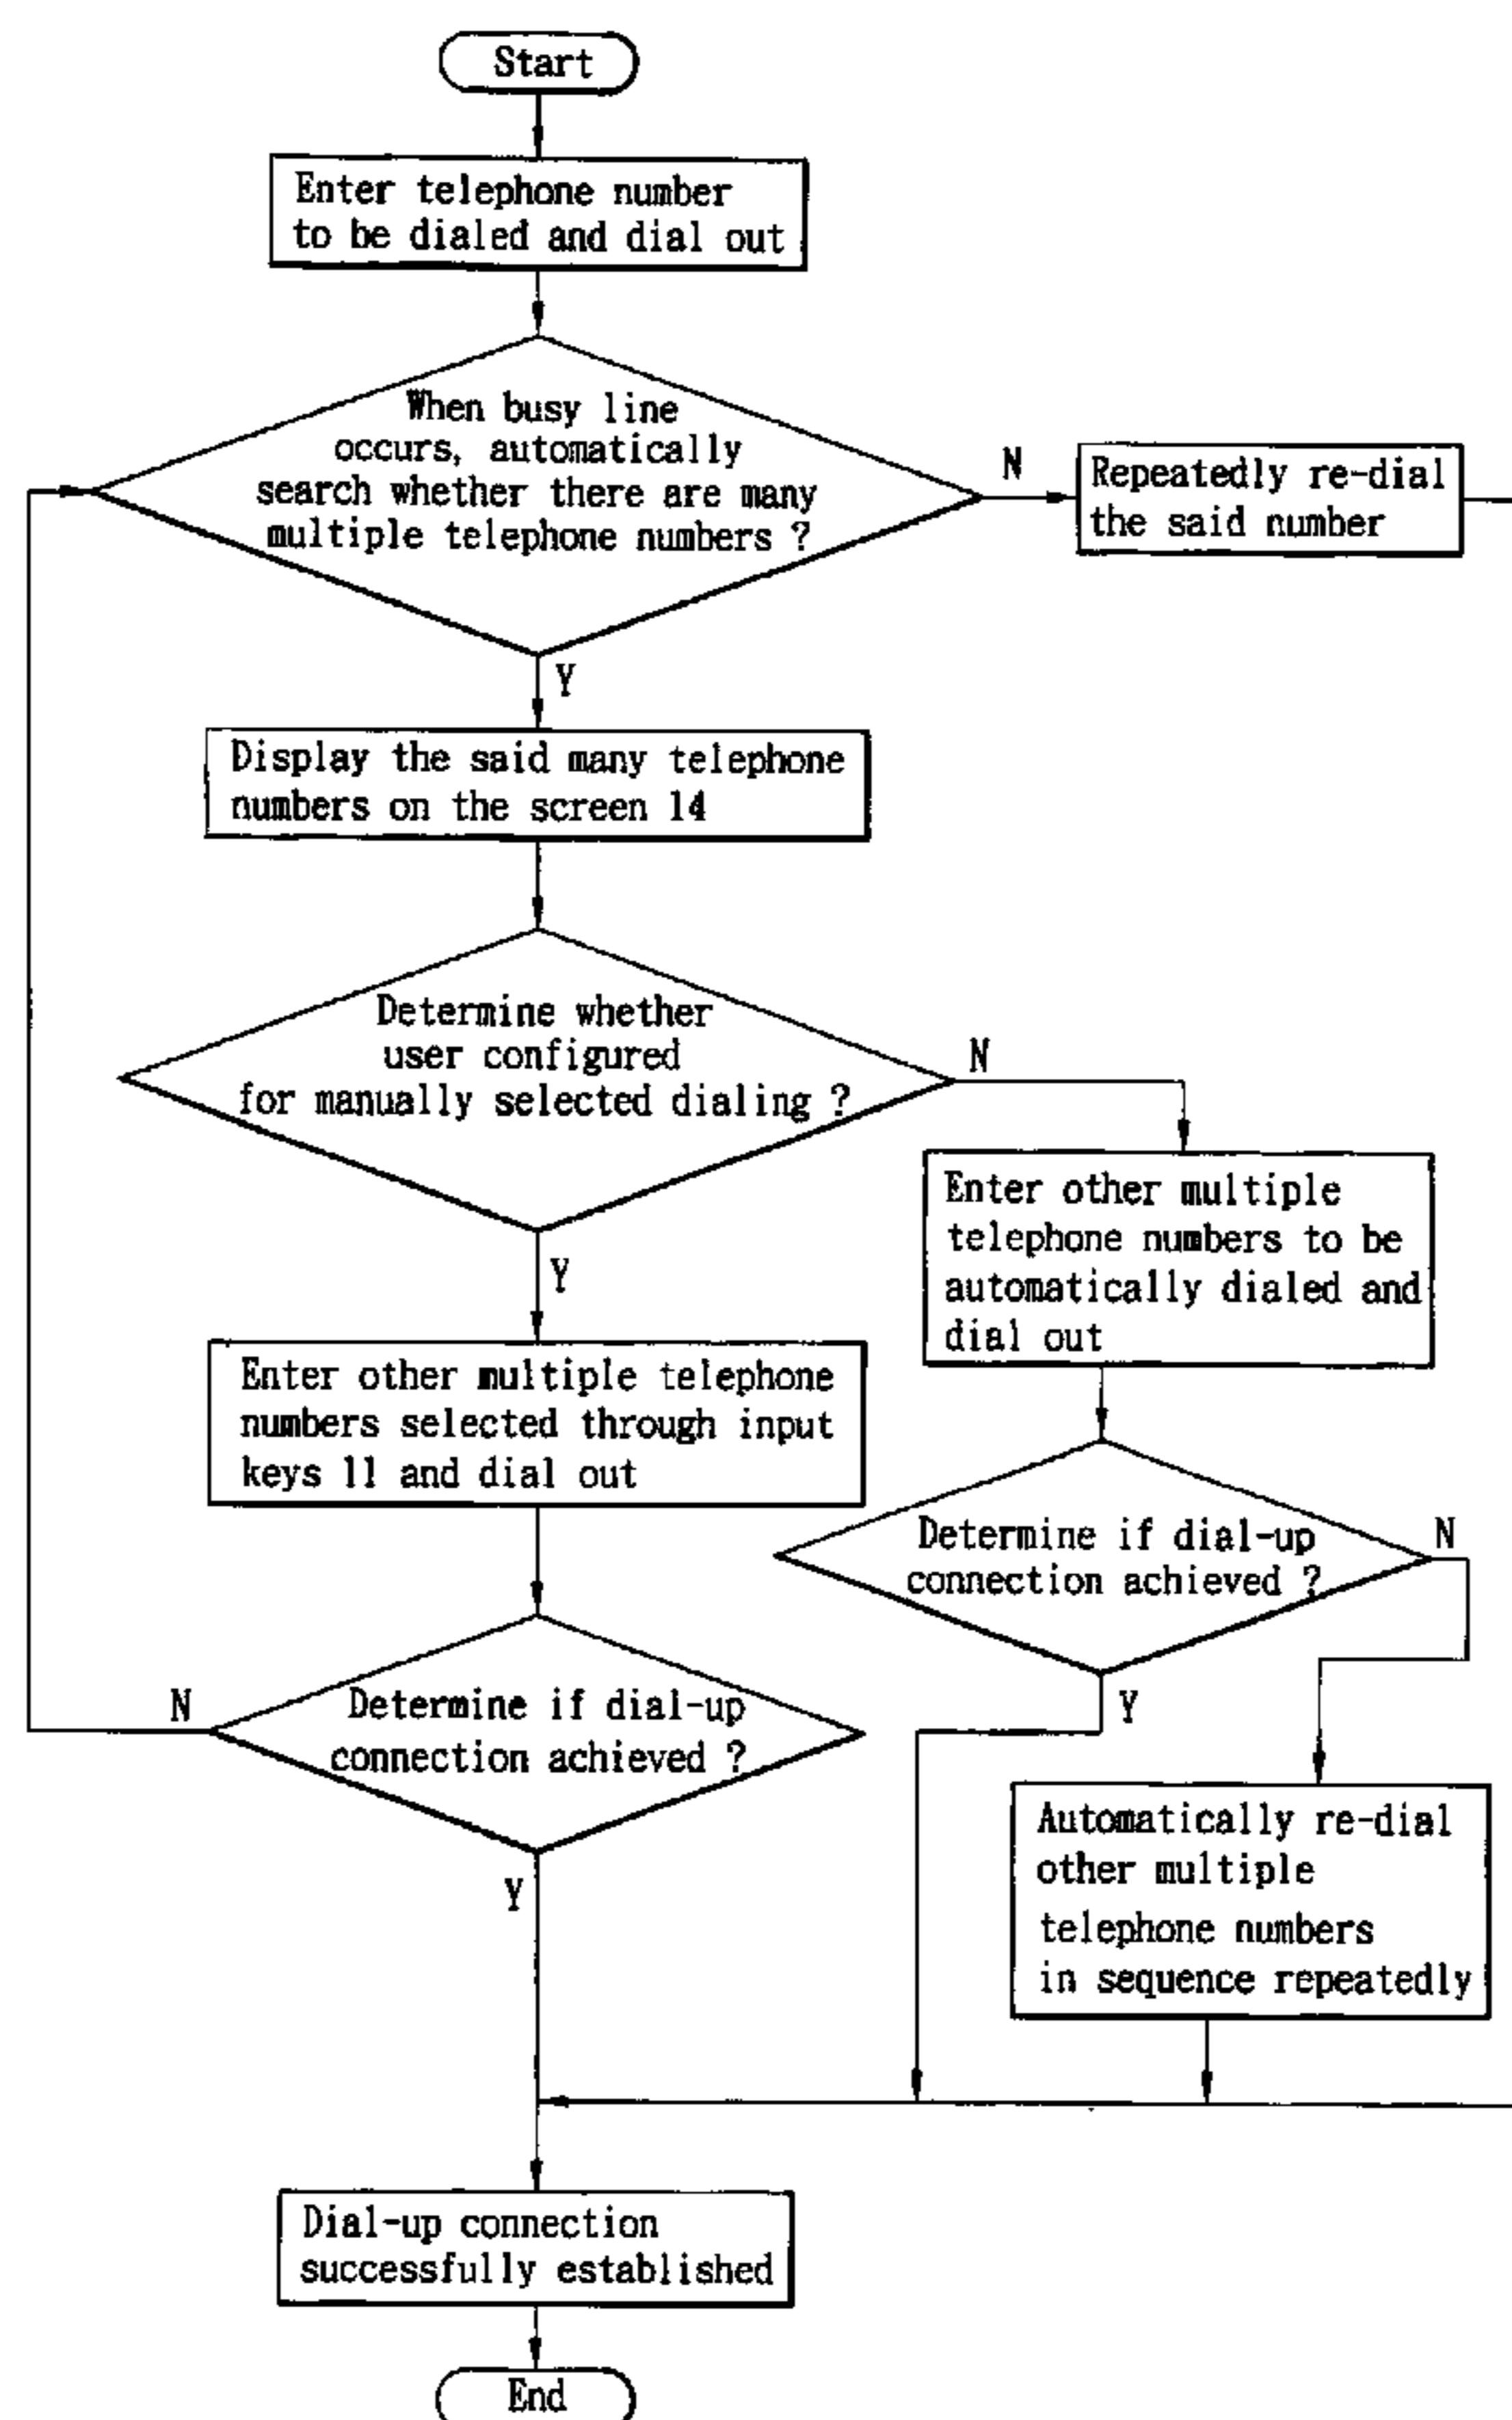 Start
Enter telephone number
to be dialed and dial out
When busy line
occurs, automatically
search whether there are many
multiple telephone numbers ?
N
Repeatedly re-dial
the said number
Y
Display the said many telephone
numbers on the screen 14
Determine whether
user configured
for manually selected dialing ?
N
Y
Enter other multiple
telephone numbers to be
automatically dialed and
dial out
Enter other multiple telephone
numbers selected through input
keys 11 and dial out
Determine if dial-up
connection achieved ?
N
Y
Determine if dial-up
connection achieved ?
N
Y
Automatically re-dial
other multiple
telephone numbers
in sequence repeatedly
Dial-up connection
successfully established
End